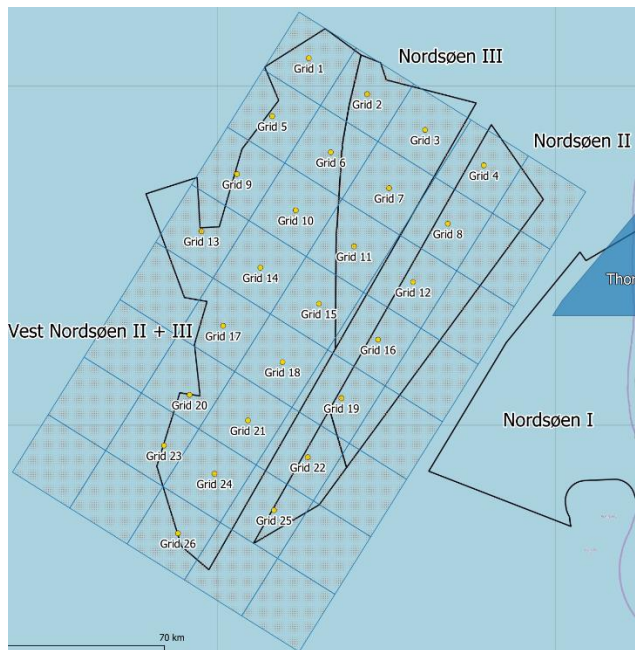 Nordsøen III
Grid 1
Grid 2
Grid 5
Grid 3
Nordsøen II
Grid 6
Grid 4
Grid 9
Grid 7
Grid 10
Grid 8
Grid 13
Grid 11
Grid 14
Grid 12
Thor
Grid 15
Vest Nordsøen II + III
Grid 17
Grid 16
Grid 18
Grid 20
Grid 19
Nordsøen I
Grid 21
Grid 23
Grid 22
Grid 24
Grid 25
Grid 26
70 km